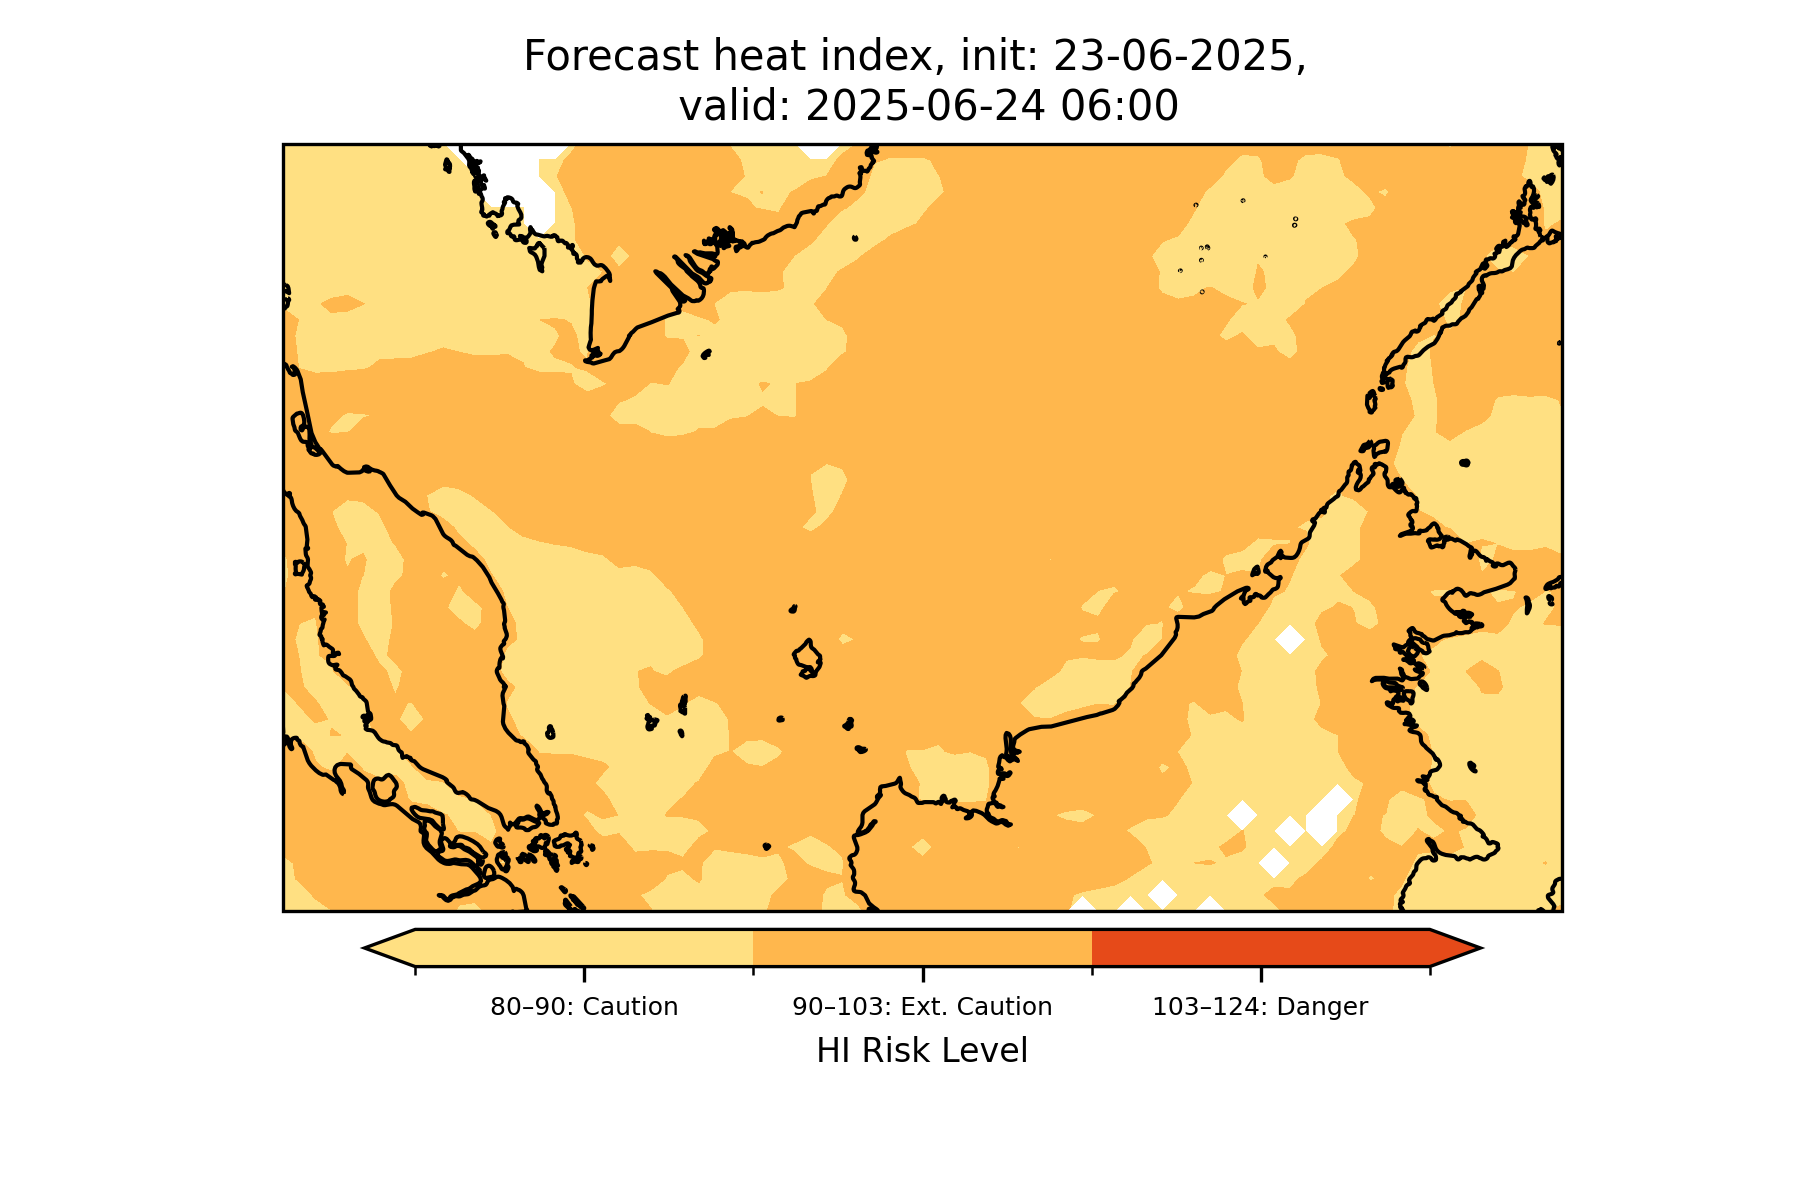 Forecast heat index, init: 23-06-2025,
valid: 2025-06-24 06:00
80–90: Caution
90–103: Ext. Caution
103–124: Danger
HI Risk Level